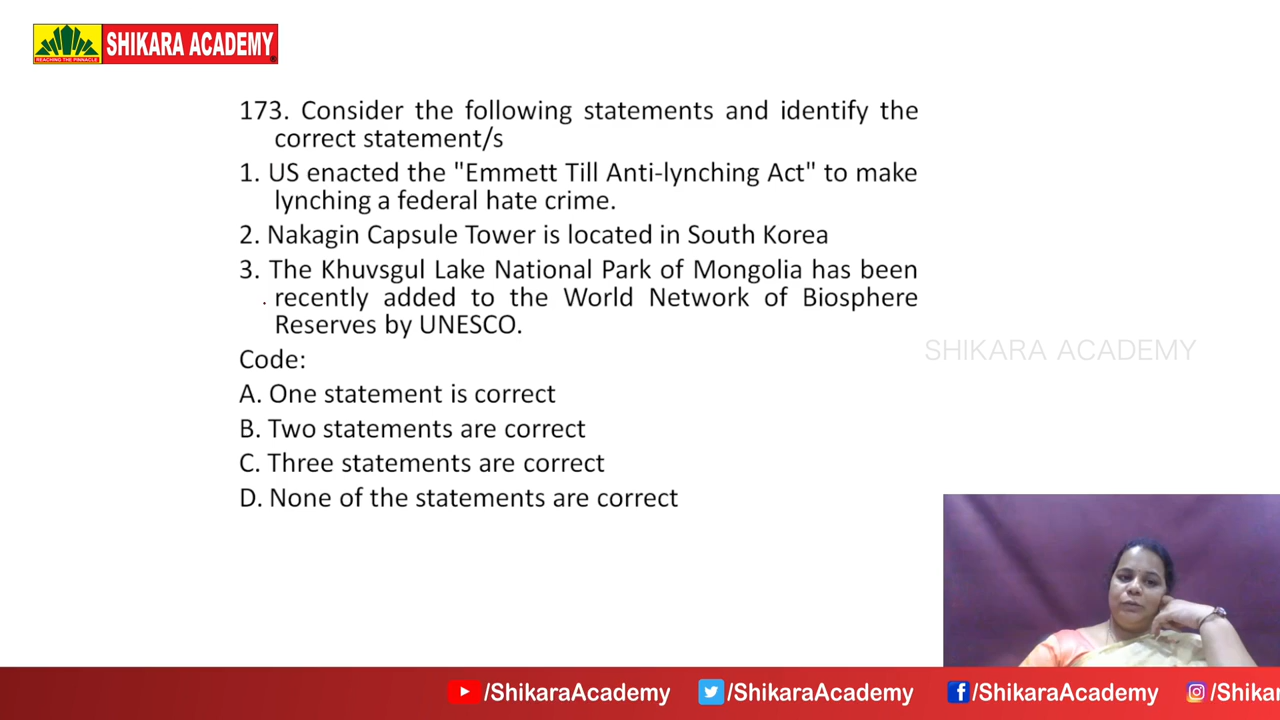 SHIKARA ACADEMY
REACHING THE PINNACLE
173. Consider the following statements and identify the
correct statement/s
1. US enacted the "Emmett Till Anti-lynching Act" to make
lynching a federal hate crime.
2. Nakagin Capsule Tower is located in South Korea
3. The Khuvsgul Lake National Park of Mongolia has been
recently added to the World Network of Biosphere
Reserves by UNESCO.
Code:
A. One statement is correct
B. Two statements are correct
C. Three statements are correct
D. None of the statements are correct
SHIKARA ACADEMY
/ShikaraAcademy /ShikaraAcademy /ShikaraAcademy /Shikar